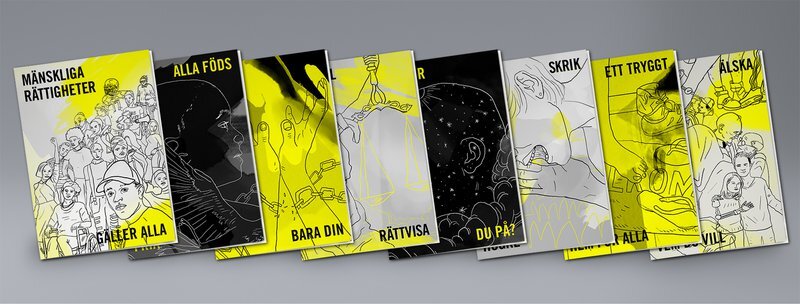 MÄNSKLIGA
RÄTTIGHETER
GÄLLER ALLA
ALLA FÖDS
BARA DIN
L
RÄTTVISA
R
DU PÅ?
SKRIK
HÖGRE
ETT TRYGGT
HEM FÖR ALLA
ÄLSKA
VEM DU VILL